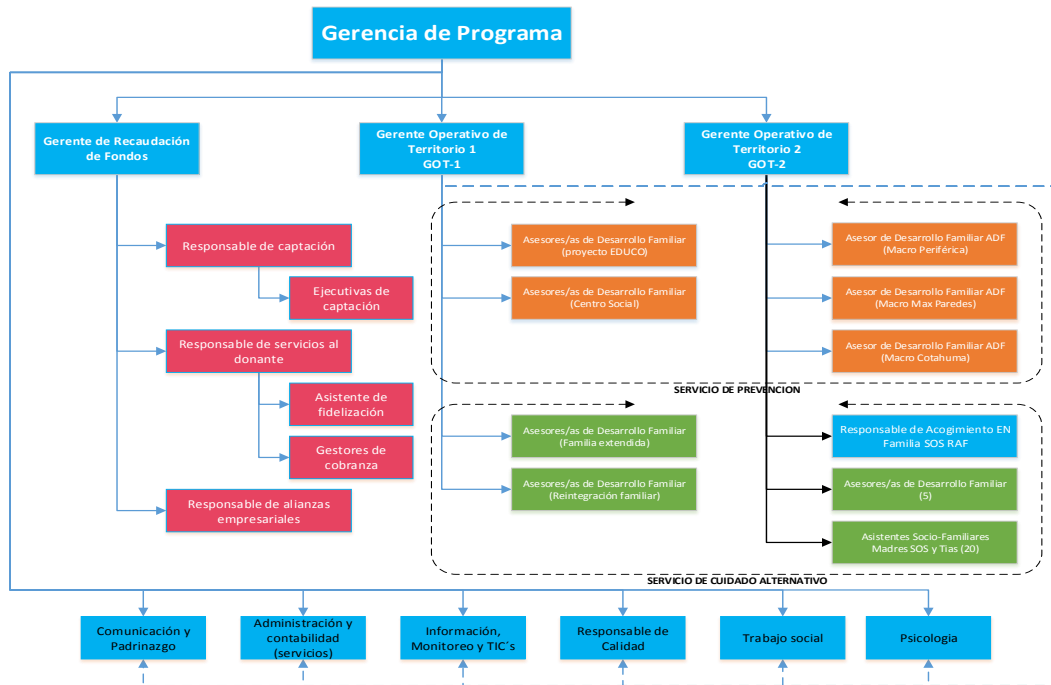 Gerencia de Programa
Gerente de Recaudación
de Fondos
Gerente Operativo de
Territorio 1
GOT-1
Gerente Operativo de
Territorio 2
GOT-2
Responsable de captación
Ejecutivas de
captación
Responsable de servicios al
donante
Asistente de
fidelización
Gestores de
cobranza
Responsable de alianzas
empresariales
Asesores/as de Desarrollo Familiar
(proyecto EDUCO)
Asesores/as de Desarrollo Familiar
(Centro Social)
Asesor de Desarrollo Familiar ADF
(Macro Periférica)
Asesor de Desarrollo Familiar ADF
(Macro Max Paredes)
Asesor de Desarrollo Familiar ADF
(Macro Cotahuma)
SERVICIO DE PREVENCION
Asesores/as de Desarrollo Familiar
(Familia extendida)
Asesores/as de Desarrollo Familiar
(Reintegración familiar)
Responsable de Acogimiento EN
Familia SOS RAF
Asesores/as de Desarrollo Familiar
(5)
Asistentes Socio-Familiares
Madres SOS y Tias (20)
SERVICIO DE CUIDADO ALTERNATIVO
Comunicación y
Padrinazgo
Administración y
contabilidad
(servicios)
Información,
Monitoreo y TIC´s
Responsable de
Calidad
Trabajo social
Psicologia